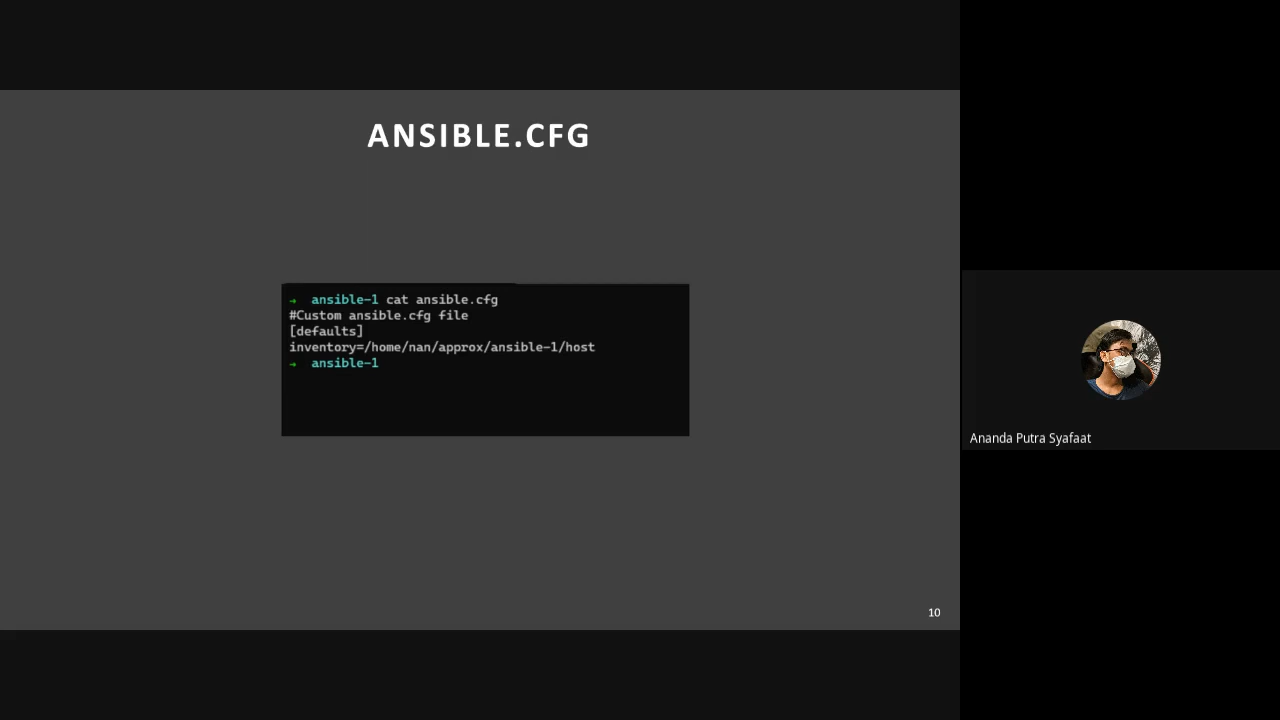 ANSIBLE.CFG
→ ansible-1 cat ansible.cfg
#Custom ansible.cfg file
[defaults]
inventory=/home/nan/approx/ansible-1/host
→ ansible-1
10
Ananda Putra Syafaat